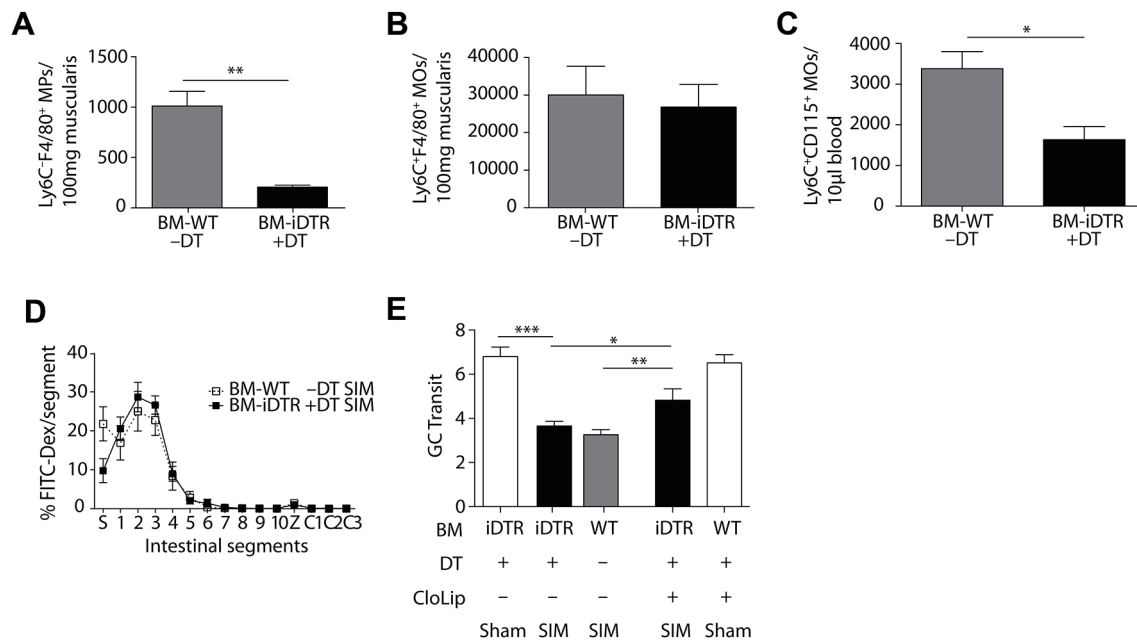 A
Ly6C⁻F4/80⁺ MPs/
100mg muscularis
1500
1000
500
0
**
BM-WT
–DT
BM-iDTR
+DT
B
Ly6C⁺F4/80⁺ MOs/
100mg muscularis
40000
30000
20000
10000
0
BM-WT
–DT
BM-iDTR
+DT
C
Ly6C⁺CD115⁺ MOs/
10µl blood
4000
3000
2000
1000
0
*
BM-WT
–DT
BM-iDTR
+DT
D
% FITC-Dex/segment
40
30
20
10
0
BM-WT –DT SIM
BM-iDTR +DT SIM
S 1 2 3 4 5 6 7 8 9 10 Z C1 C2 C3
Intestinal segments
E
GC Transit
8
6
4
2
0
***
*
**
BM iDTR iDTR WT iDTR WT
DT + + – + +
CloLip – – – + +
Sham SIM SIM SIM Sham